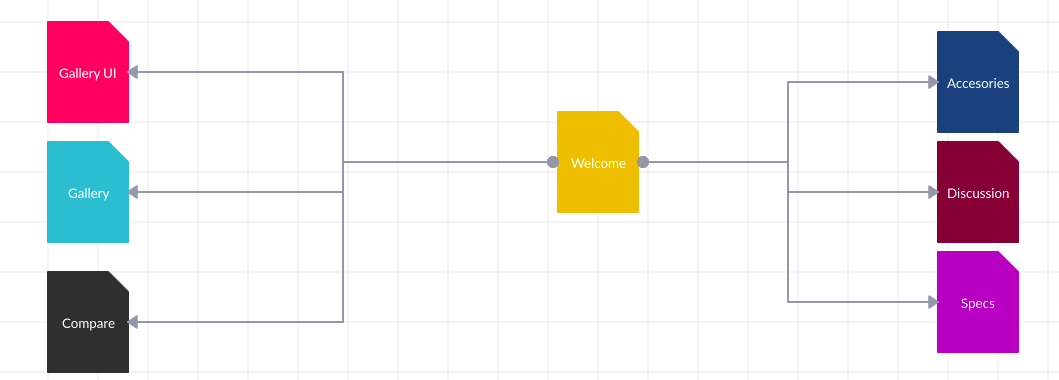 Gallery UI
Gallery
Compare
Welcome
Accesories
Discussion
Specs